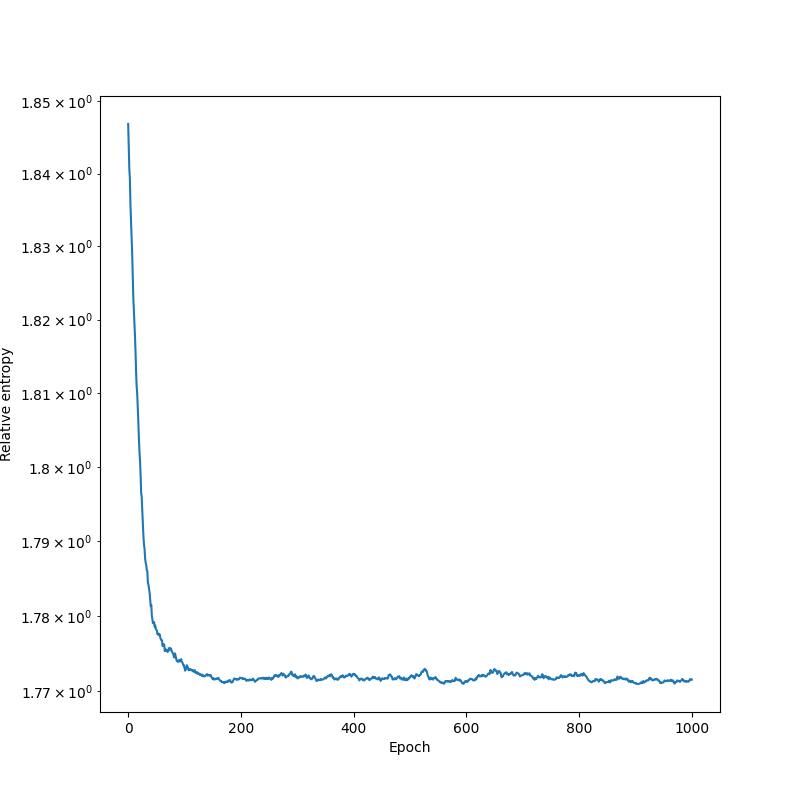 1.85 × 10⁰
1.84 × 10⁰
1.83 × 10⁰
1.82 × 10⁰
1.81 × 10⁰
1.8 × 10⁰
1.79 × 10⁰
1.78 × 10⁰
1.77 × 10⁰
Relative entropy
0 200 400 600 800 1000
Epoch